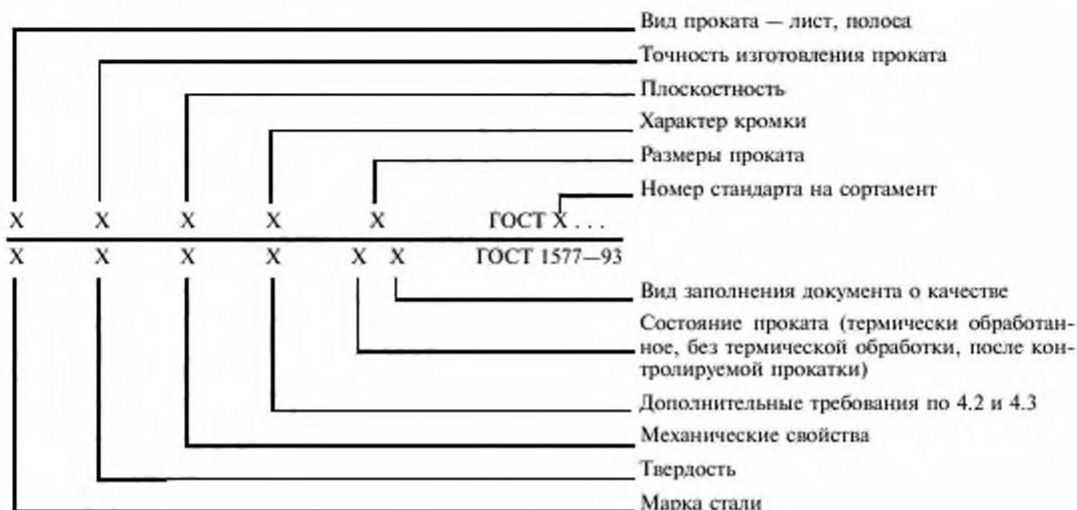 Вид проката — лист, полоса
Точность изготовления проката
Плоскостность
Характер кромки
Размеры проката
Номер стандарта на сортамент
X X X X X ГОСТ X . . .
X X X X X X ГОСТ 1577—93
Вид заполнения документа о качестве
Состояние проката (термически обработан-
ное, без термической обработки, после кон-
тролируемой прокатки)
Дополнительные требования по 4.2 и 4.3
Механические свойства
Твердость
Марка стали